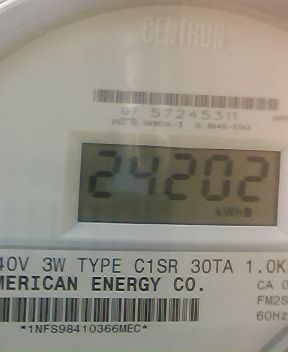 CENTRON
07 57245311
24202
kWh
40V 3W TYPE C1SR 30TA 1.0K
MERICAN ENERGY CO.
CA 0
FM2S
60Hz
*1NFS98410366MEC*